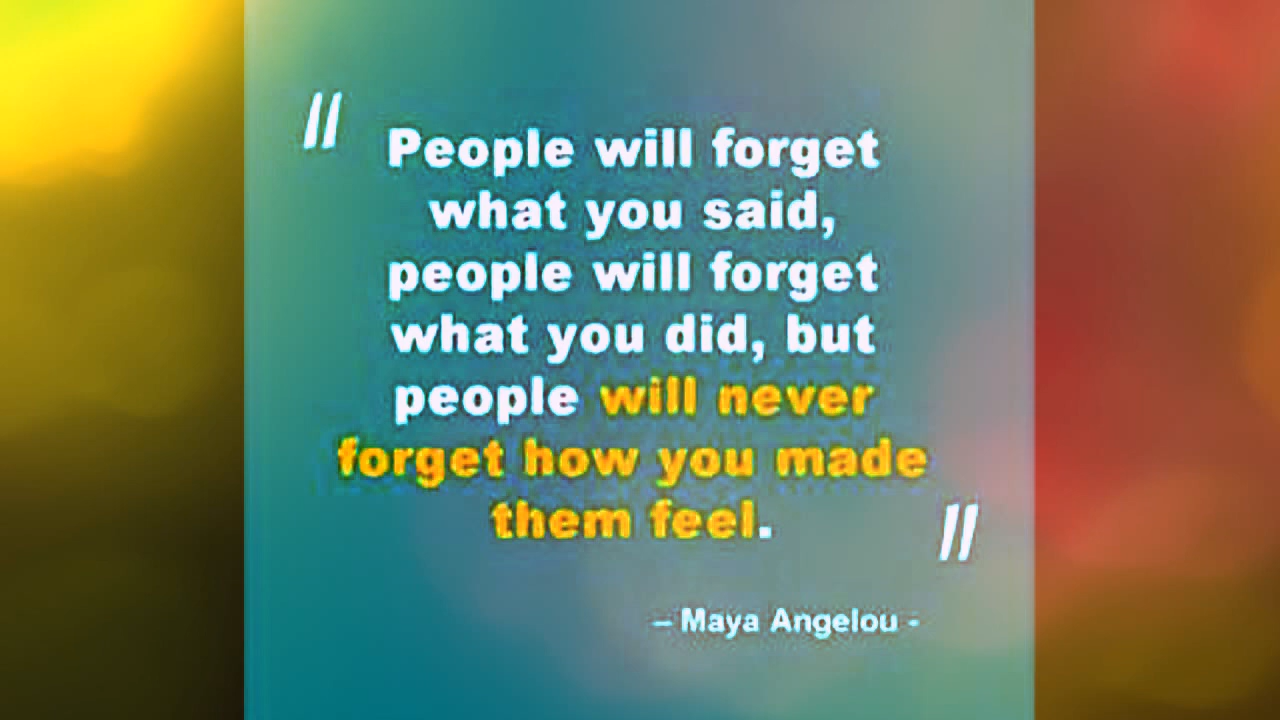 " People will forget
what you said,
people will forget
what you did, but
people will never
forget how you made
them feel. "
– Maya Angelou -